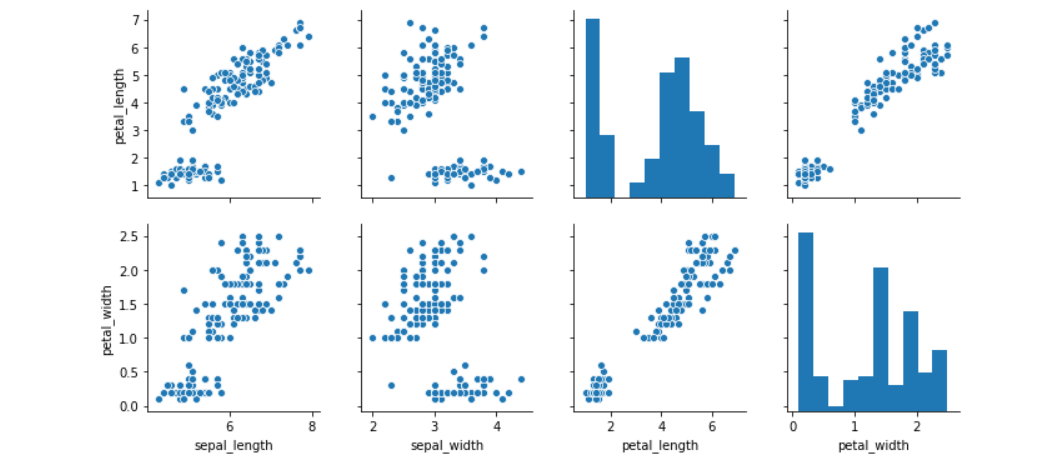 7
6
5
4
3
2
1
petal_length
2.5
2.0
1.5
1.0
0.5
0.0
petal_width
6 8
sepal_length
2 3 4
sepal_width
2 4 6
petal_length
0 1 2
petal_width